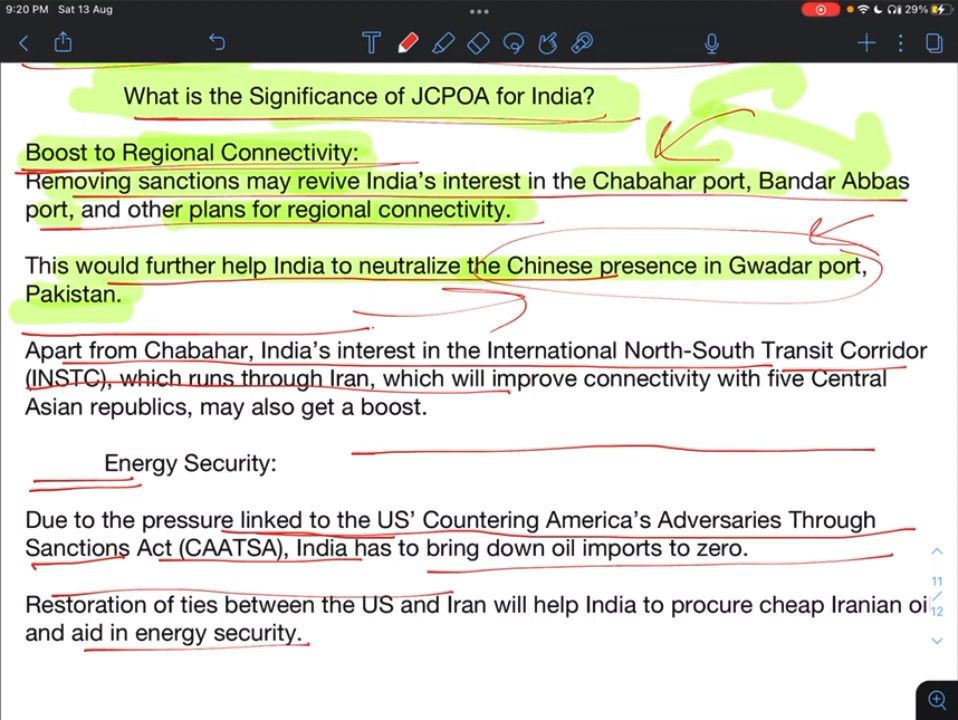 9:20 PM Sat 13 Aug
29%
What is the Significance of JCPOA for India?
Boost to Regional Connectivity:
Removing sanctions may revive India’s interest in the Chabahar port, Bandar Abbas
port, and other plans for regional connectivity.
This would further help India to neutralize the Chinese presence in Gwadar port,
Pakistan.
Apart from Chabahar, India’s interest in the International North-South Transit Corridor
(INSTC), which runs through Iran, which will improve connectivity with five Central
Asian republics, may also get a boost.
Energy Security:
Due to the pressure linked to the US’ Countering America’s Adversaries Through
Sanctions Act (CAATSA), India has to bring down oil imports to zero.
Restoration of ties between the US and Iran will help India to procure cheap Iranian oi
and aid in energy security.
11
/
12